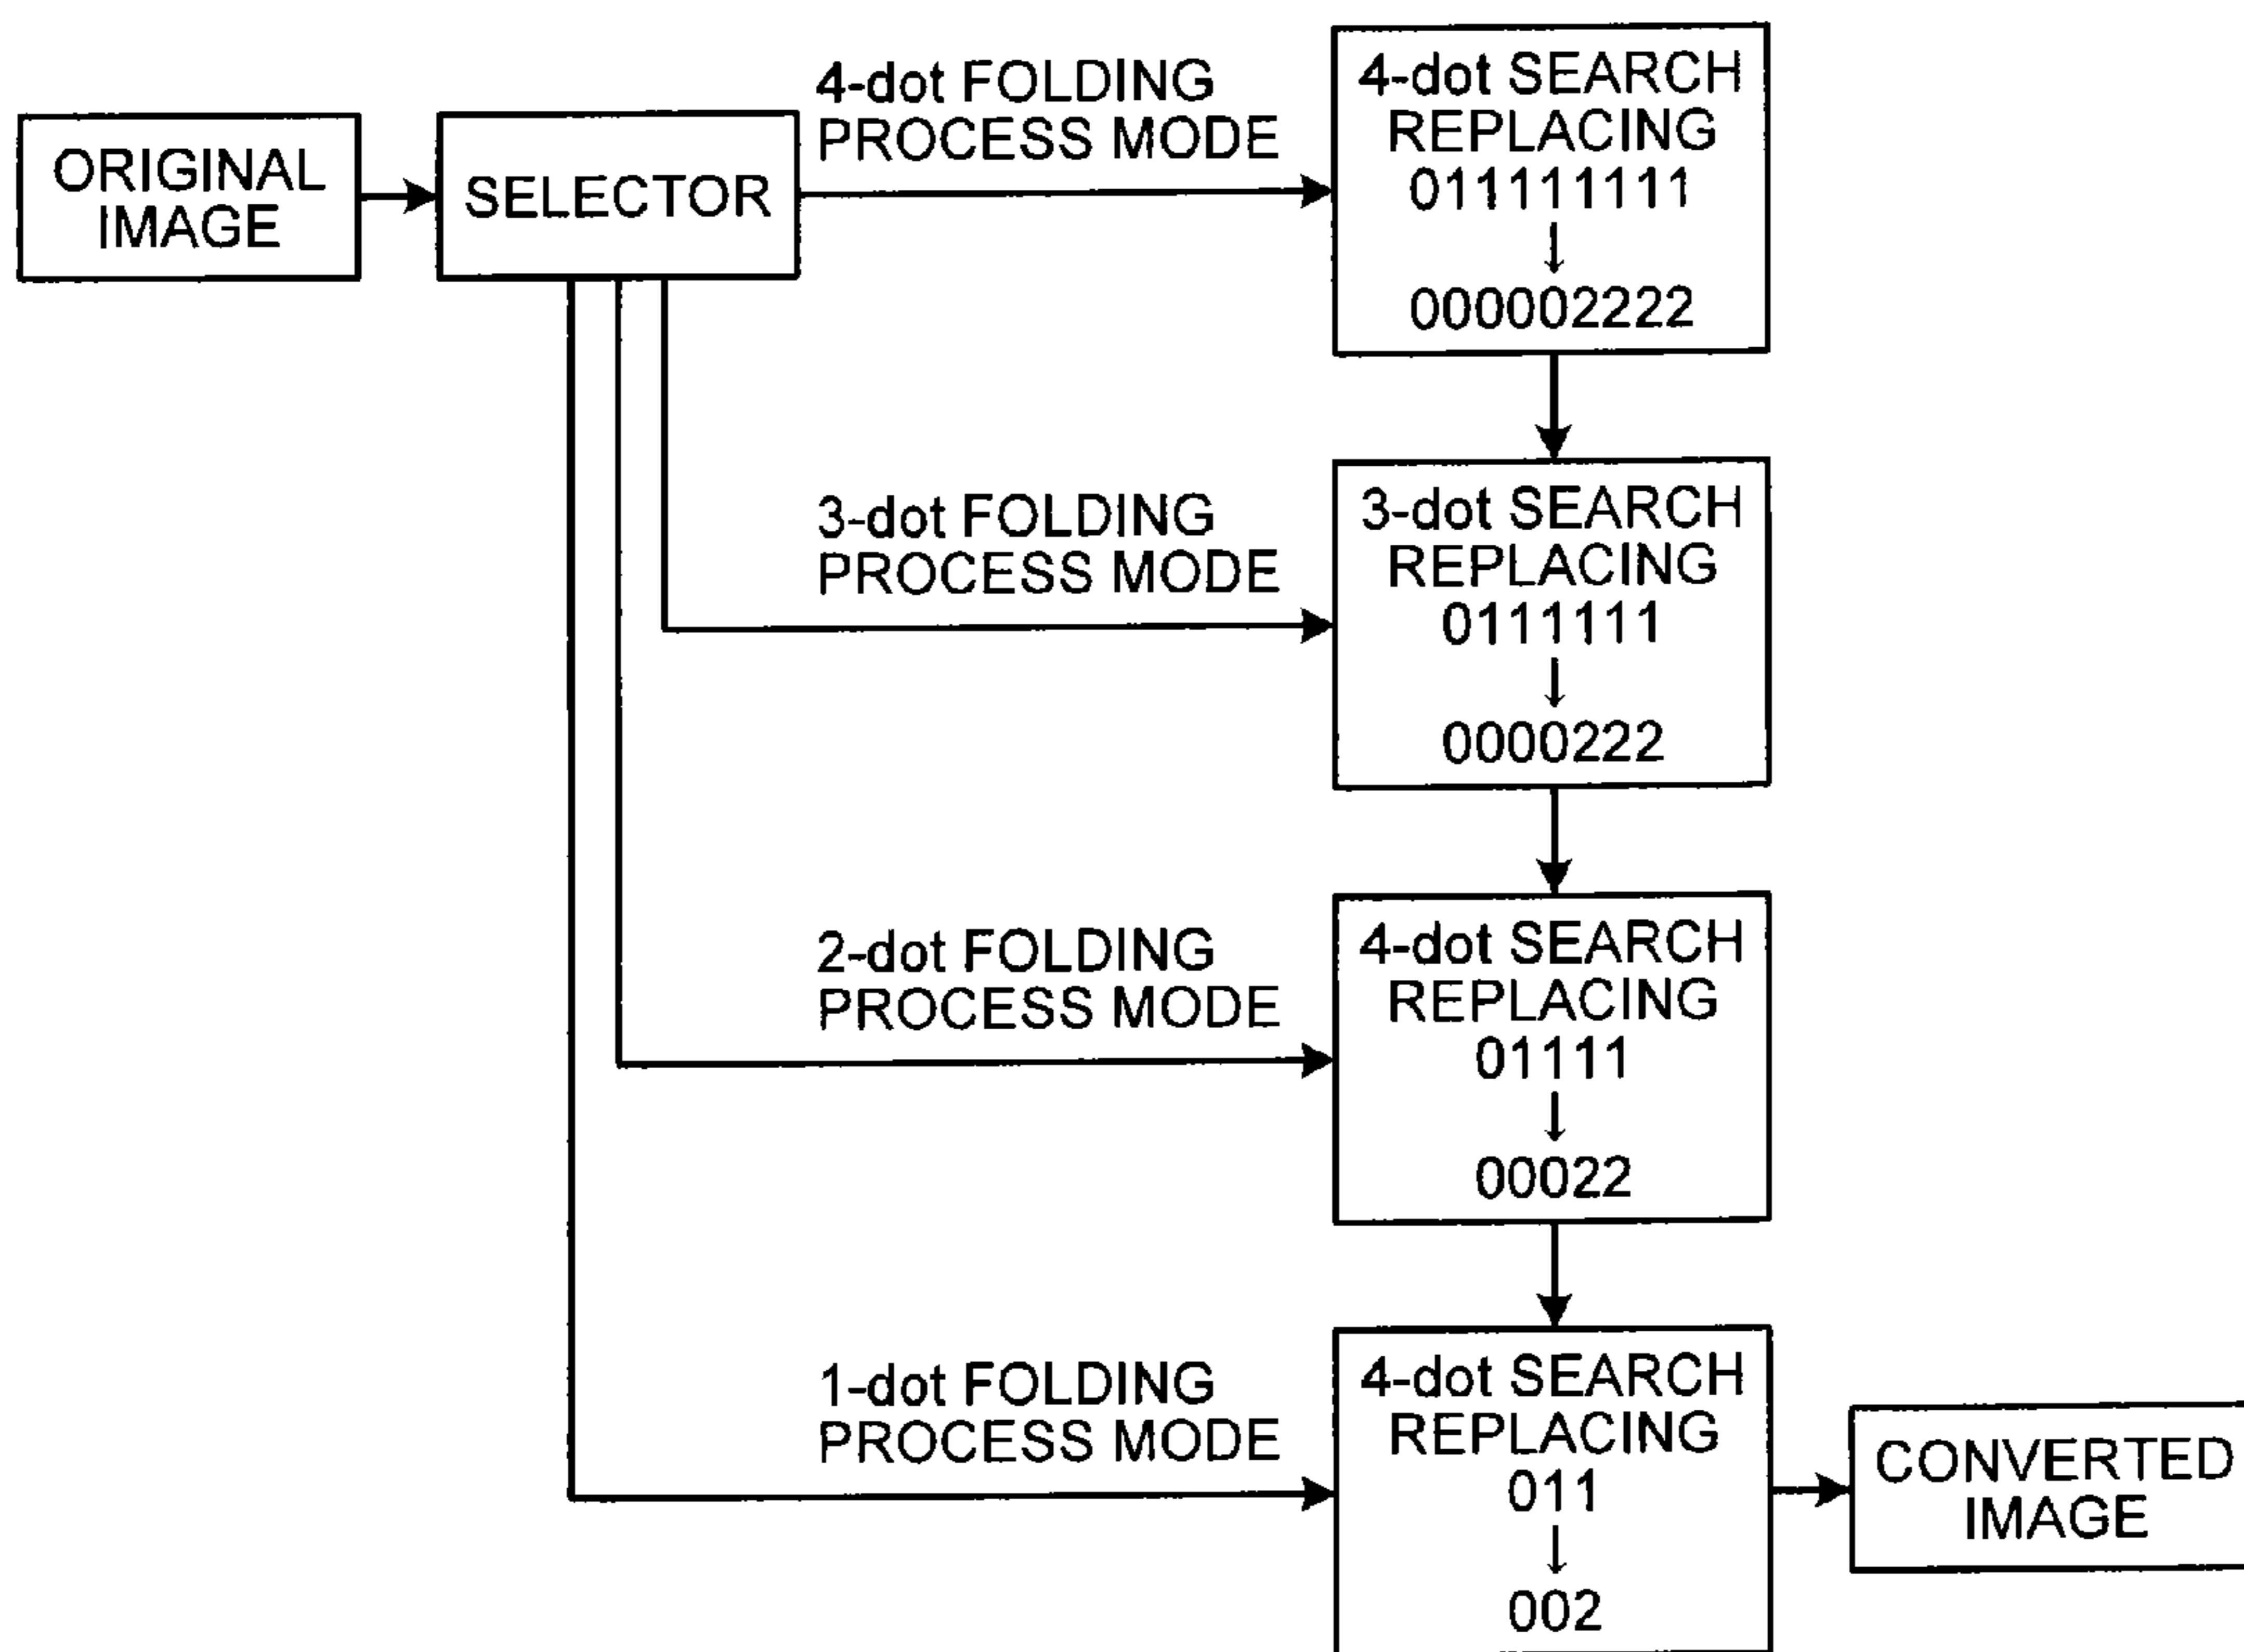 ORIGINAL
IMAGE
SELECTOR
4-dot FOLDING
PROCESS MODE
4-dot SEARCH
REPLACING
011111111
↓
000002222
3-dot FOLDING
PROCESS MODE
3-dot SEARCH
REPLACING
0111111
↓
0000222
2-dot FOLDING
PROCESS MODE
4-dot SEARCH
REPLACING
01111
↓
00022
1-dot FOLDING
PROCESS MODE
4-dot SEARCH
REPLACING
011
↓
002
CONVERTED
IMAGE